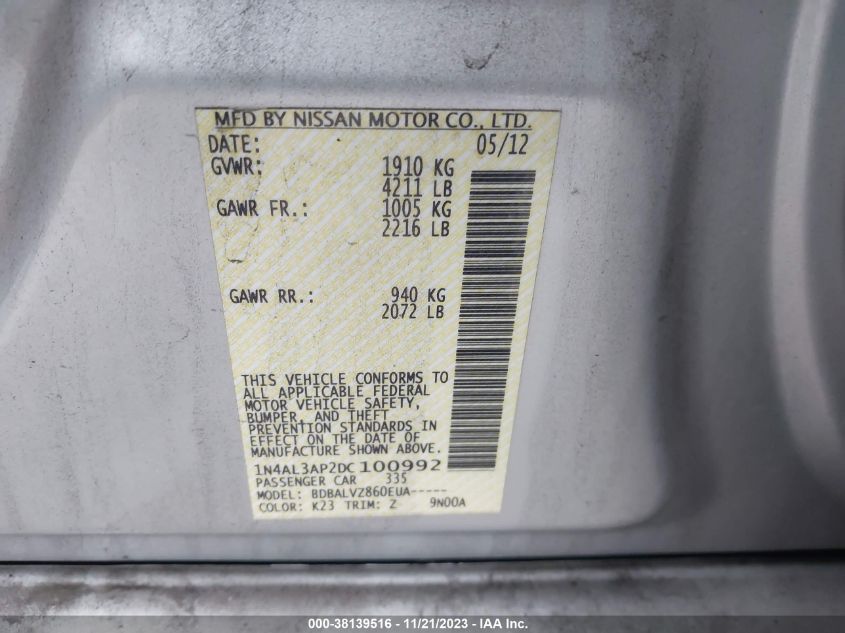 MFD BY NISSAN MOTOR CO., LTD.
DATE: 05/12
GVWR: 1910 KG
4211 LB
GAWR FR.: 1005 KG
2216 LB
GAWR RR.: 940 KG
2072 LB
THIS VEHICLE CONFORMS TO
ALL APPLICABLE FEDERAL
MOTOR VEHICLE SAFETY,
BUMPER, AND THEFT
PREVENTION STANDARDS IN
EFFECT ON THE DATE OF
MANUFACTURE SHOWN ABOVE.
1N4AL3AP2DC100992
PASSENGER CAR 335
MODEL: BDBALVZ860EUA-----
COLOR: K23 TRIM: Z 9N00A
000-38139516 - 11/21/2023 - © IAA, Inc.